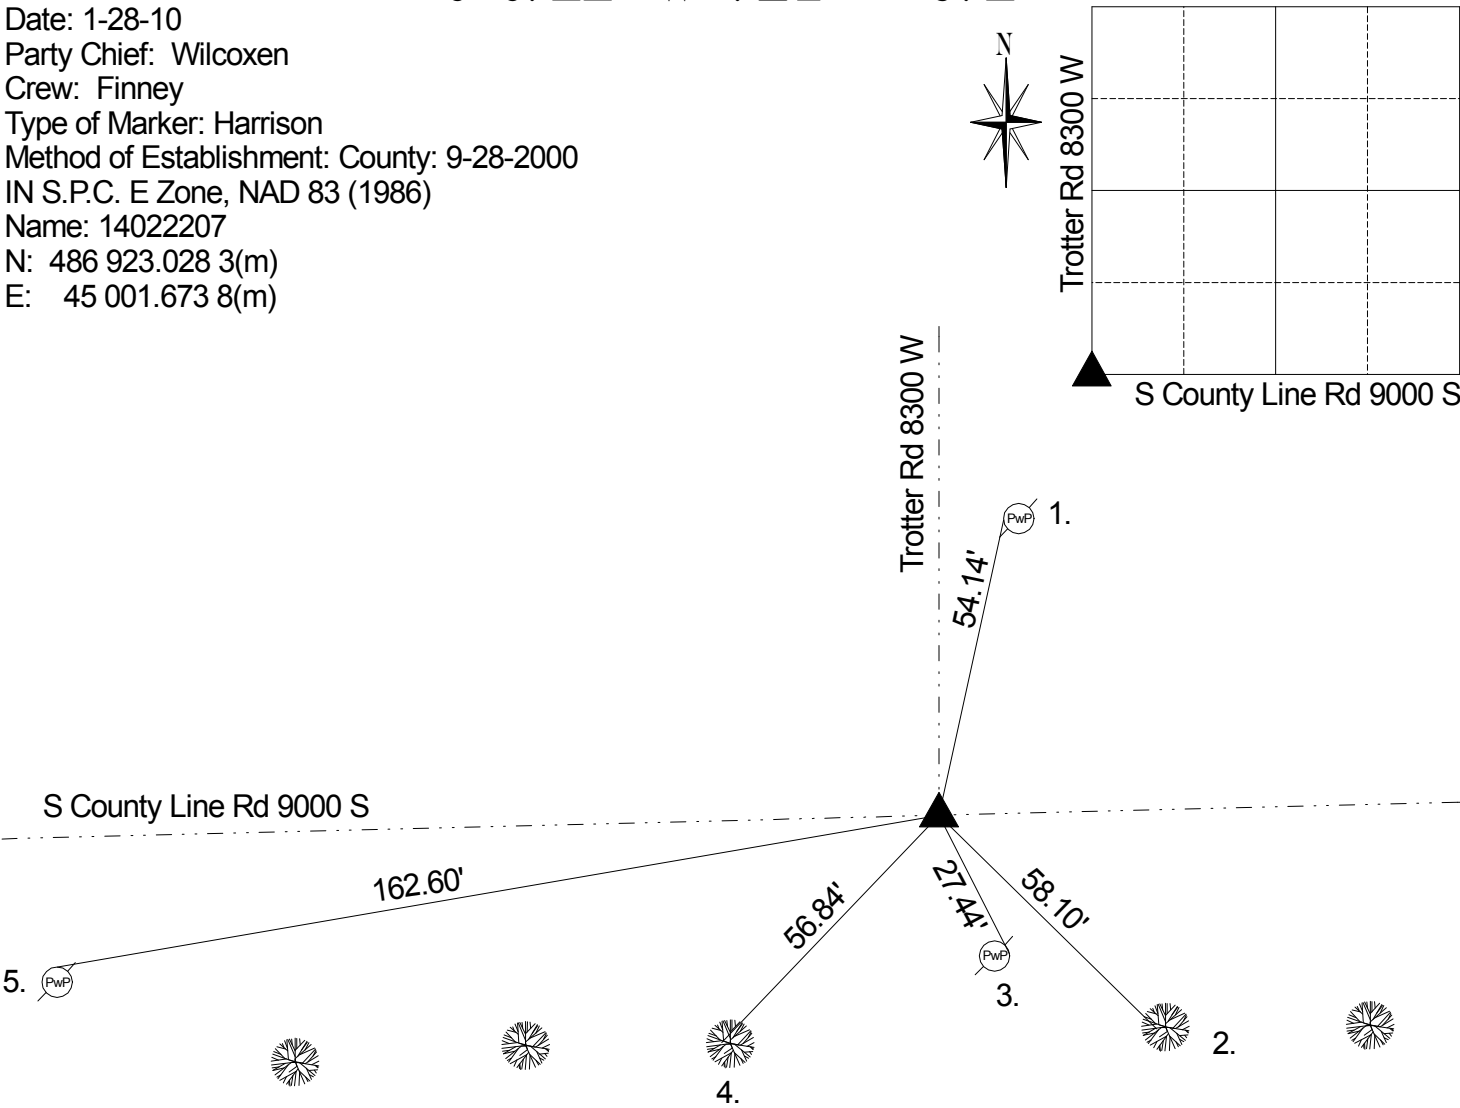 Date: 1-28-10
Party Chief: Wilcoxen
Crew: Finney
Type of Marker: Harrison
Method of Establishment: County: 9-28-2000
IN S.P.C. E Zone, NAD 83 (1986)
Name: 14022207
N: 486 923.028 3(m)
E: 45 001.673 8(m)
N
Trotter Rd 8300 W
S County Line Rd 9000 S
Trotter Rd 8300 W
PwP
1.
54.14'
S County Line Rd 9000 S
162.60'
56.84'
27.44'
58.10'
5.
PwP
PwP
3.
2.
4.